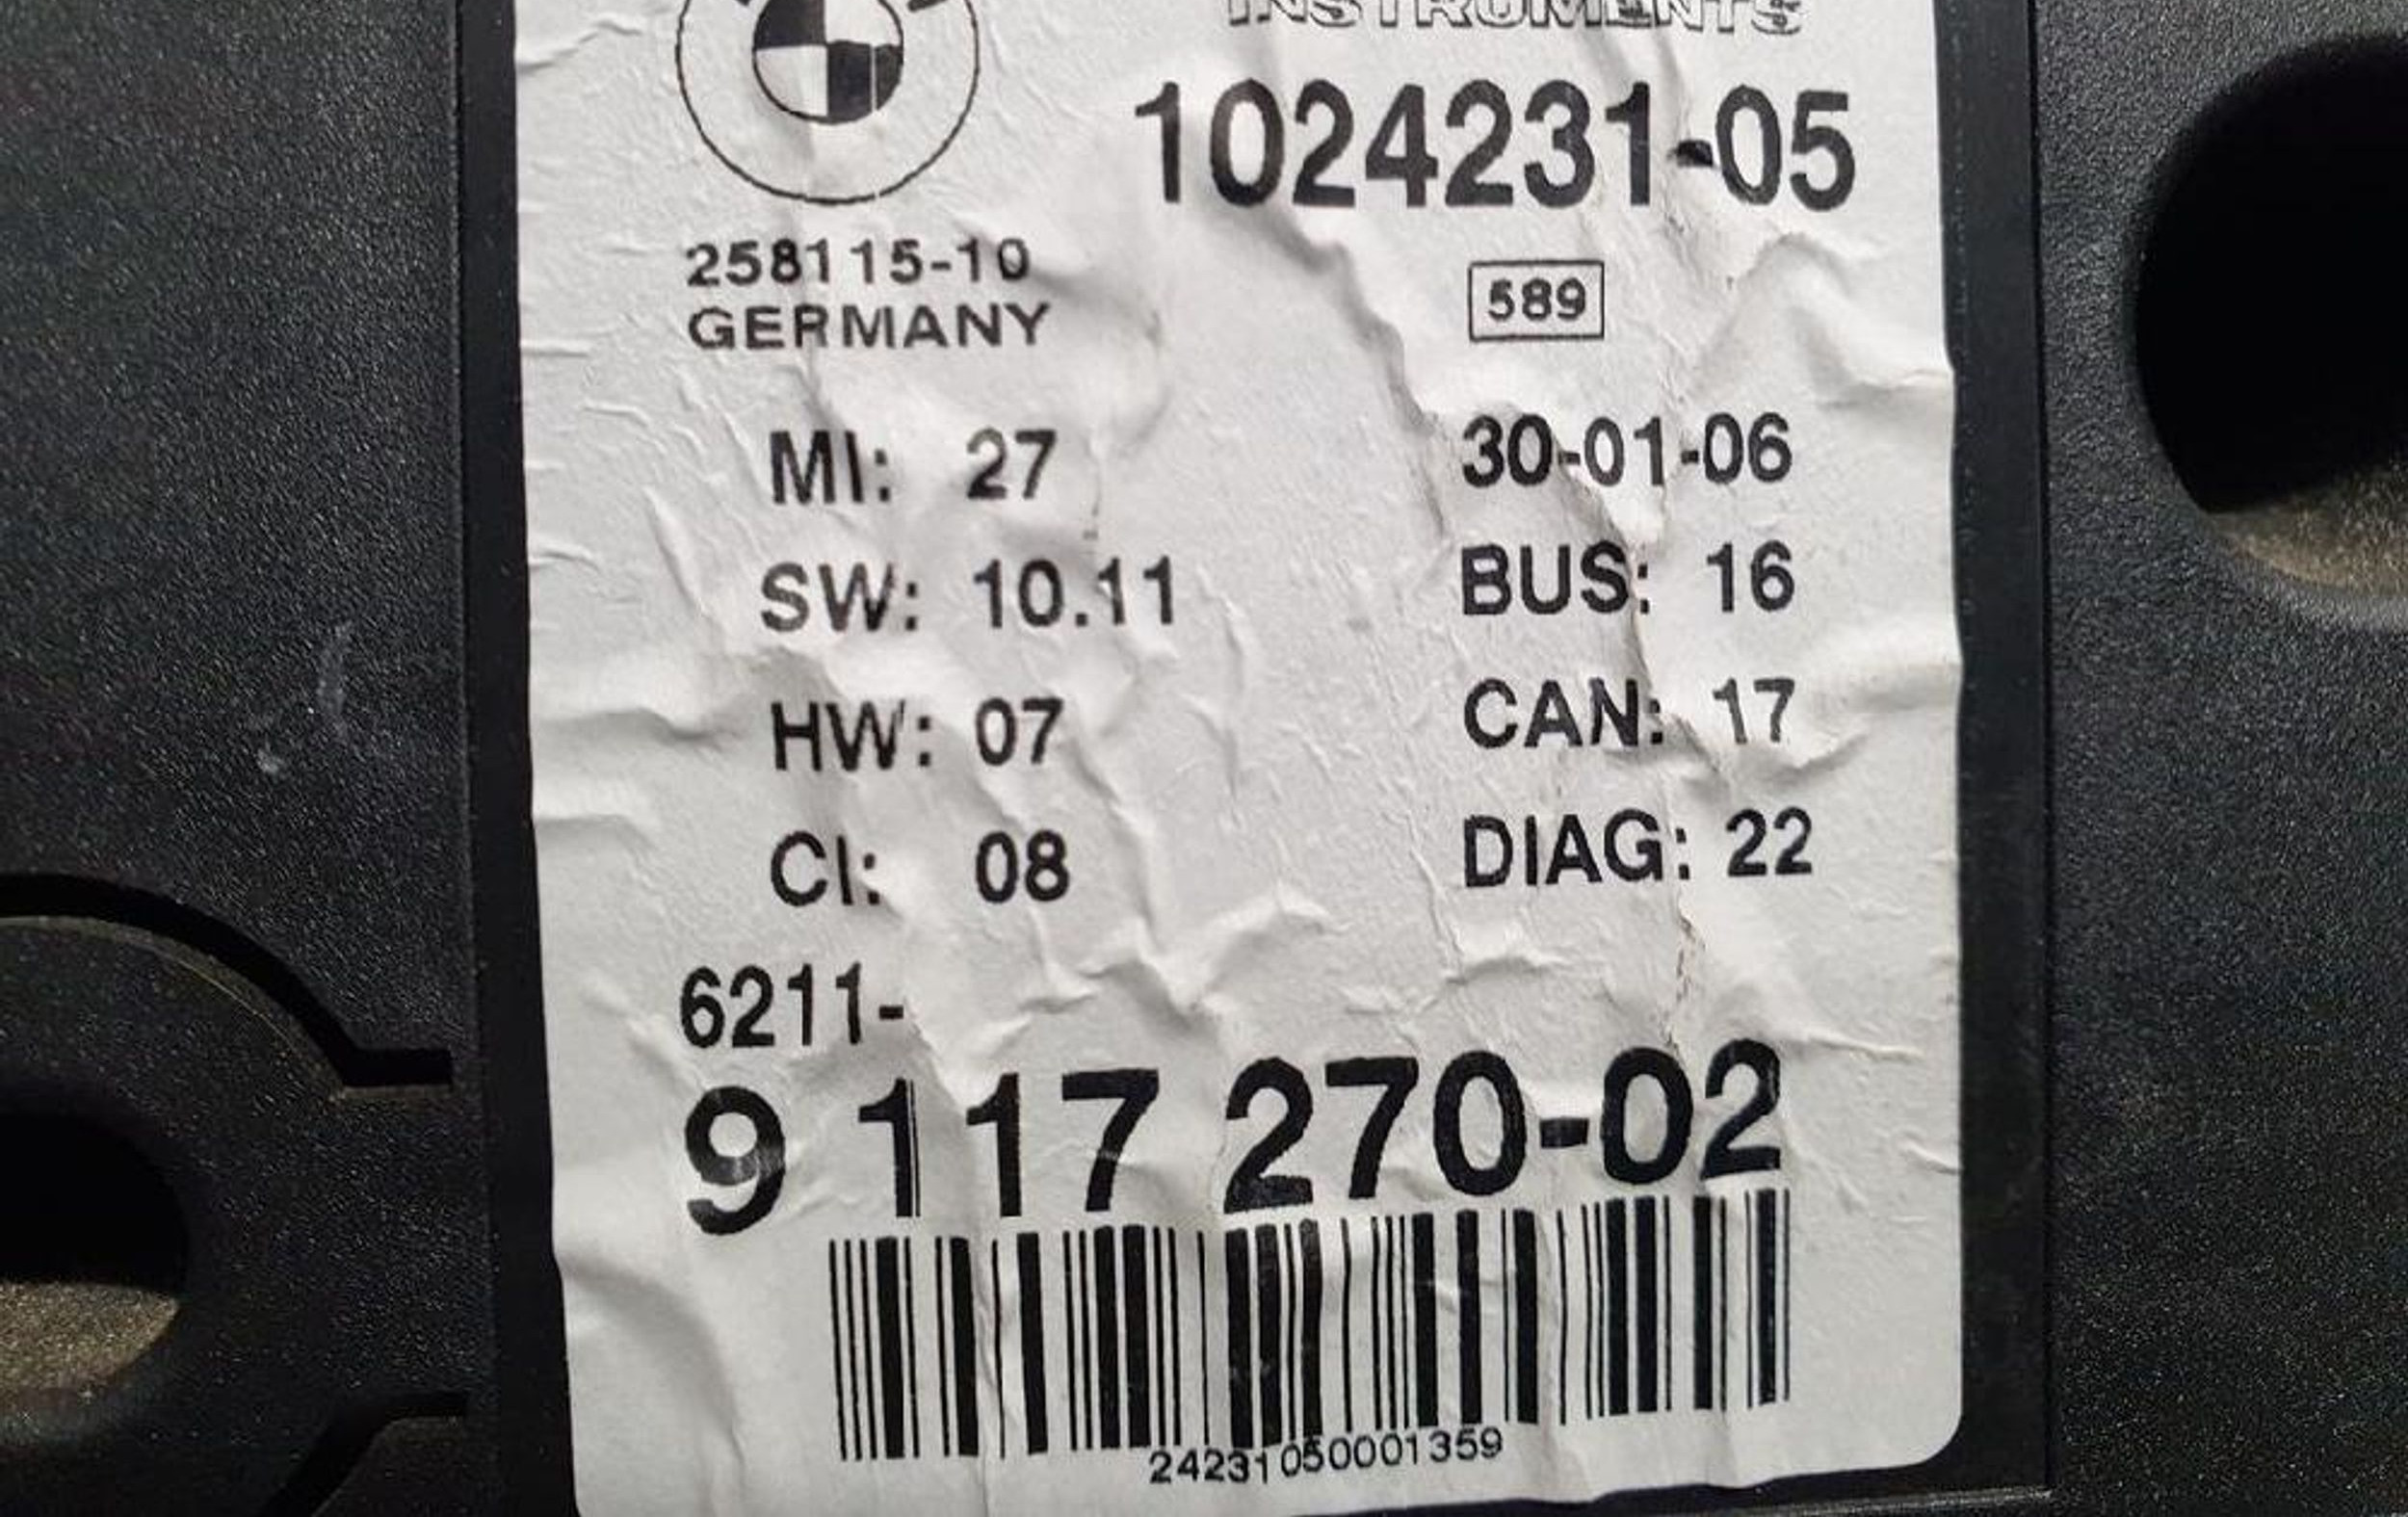 INSTRUMENTS
1024231-05
258115-10
GERMANY
589
MI: 27
30-01-06
SW: 10.11
BUS: 16
HW: 07
CAN: 17
CI: 08
DIAG: 22
6211-
9 117 270-02
24231050001359